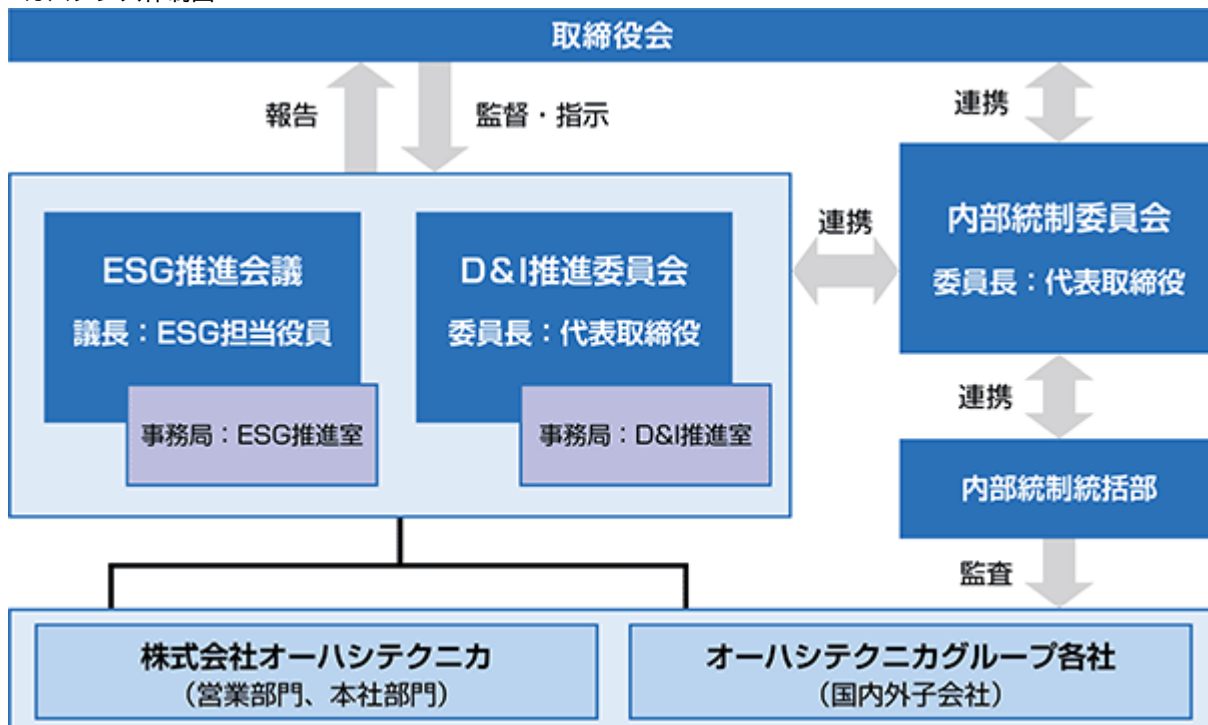 取締役会
報告
監督・指示
連携
ESG推進会議
議長：ESG担当役員
事務局：ESG推進室
D&I推進委員会
委員長：代表取締役
事務局：D&I推進室
連携
内部統制委員会
委員長：代表取締役
連携
内部統制統括部
監査
株式会社オーハシテクニカ
（営業部門、本社部門）
オーハシテクニカグループ各社
（国内外子会社）